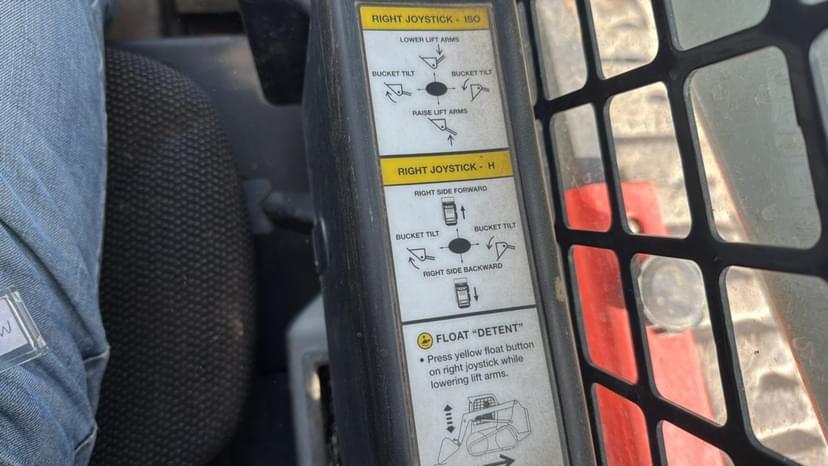 RIGHT JOYSTICK - ISO
LOWER LIFT ARMS
BUCKET TILT
BUCKET TILT
RAISE LIFT ARMS
RIGHT JOYSTICK - H
RIGHT SIDE FORWARD
BUCKET TILT
BUCKET TILT
RIGHT SIDE BACKWARD
FLOAT "DETENT"
• Press yellow float button
on right joystick while
lowering lift arms.